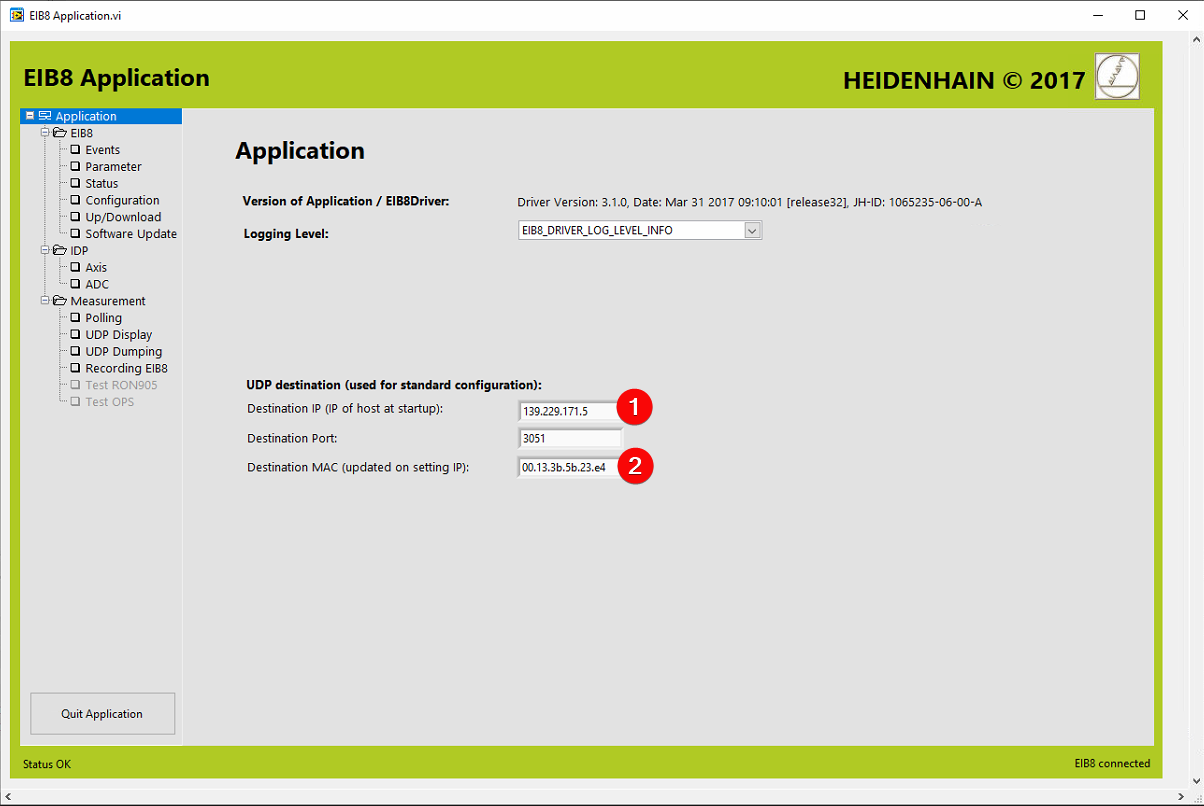 EIB8 Application.vi
EIB8 Application
HEIDENHAIN © 2017
Application
EIB8
Events
Parameter
Status
Configuration
Up/Download
Software Update
IDP
Axis
ADC
Measurement
Polling
UDP Display
UDP Dumping
Recording EIB8
Test RON905
Test OPS
Quit Application
Application
Version of Application / EIB8Driver: Driver Version: 3.1.0, Date: Mar 31 2017 09:10:01 [release32], JH-ID: 1065235-06-00-A
Logging Level: EIB8_DRIVER_LOG_LEVEL_INFO
UDP destination (used for standard configuration):
Destination IP (IP of host at startup): 139.229.171.5 1
Destination Port: 3051
Destination MAC (updated on setting IP): 00.13.3b.5b.23.e4 2
Status OK
EIB8 connected